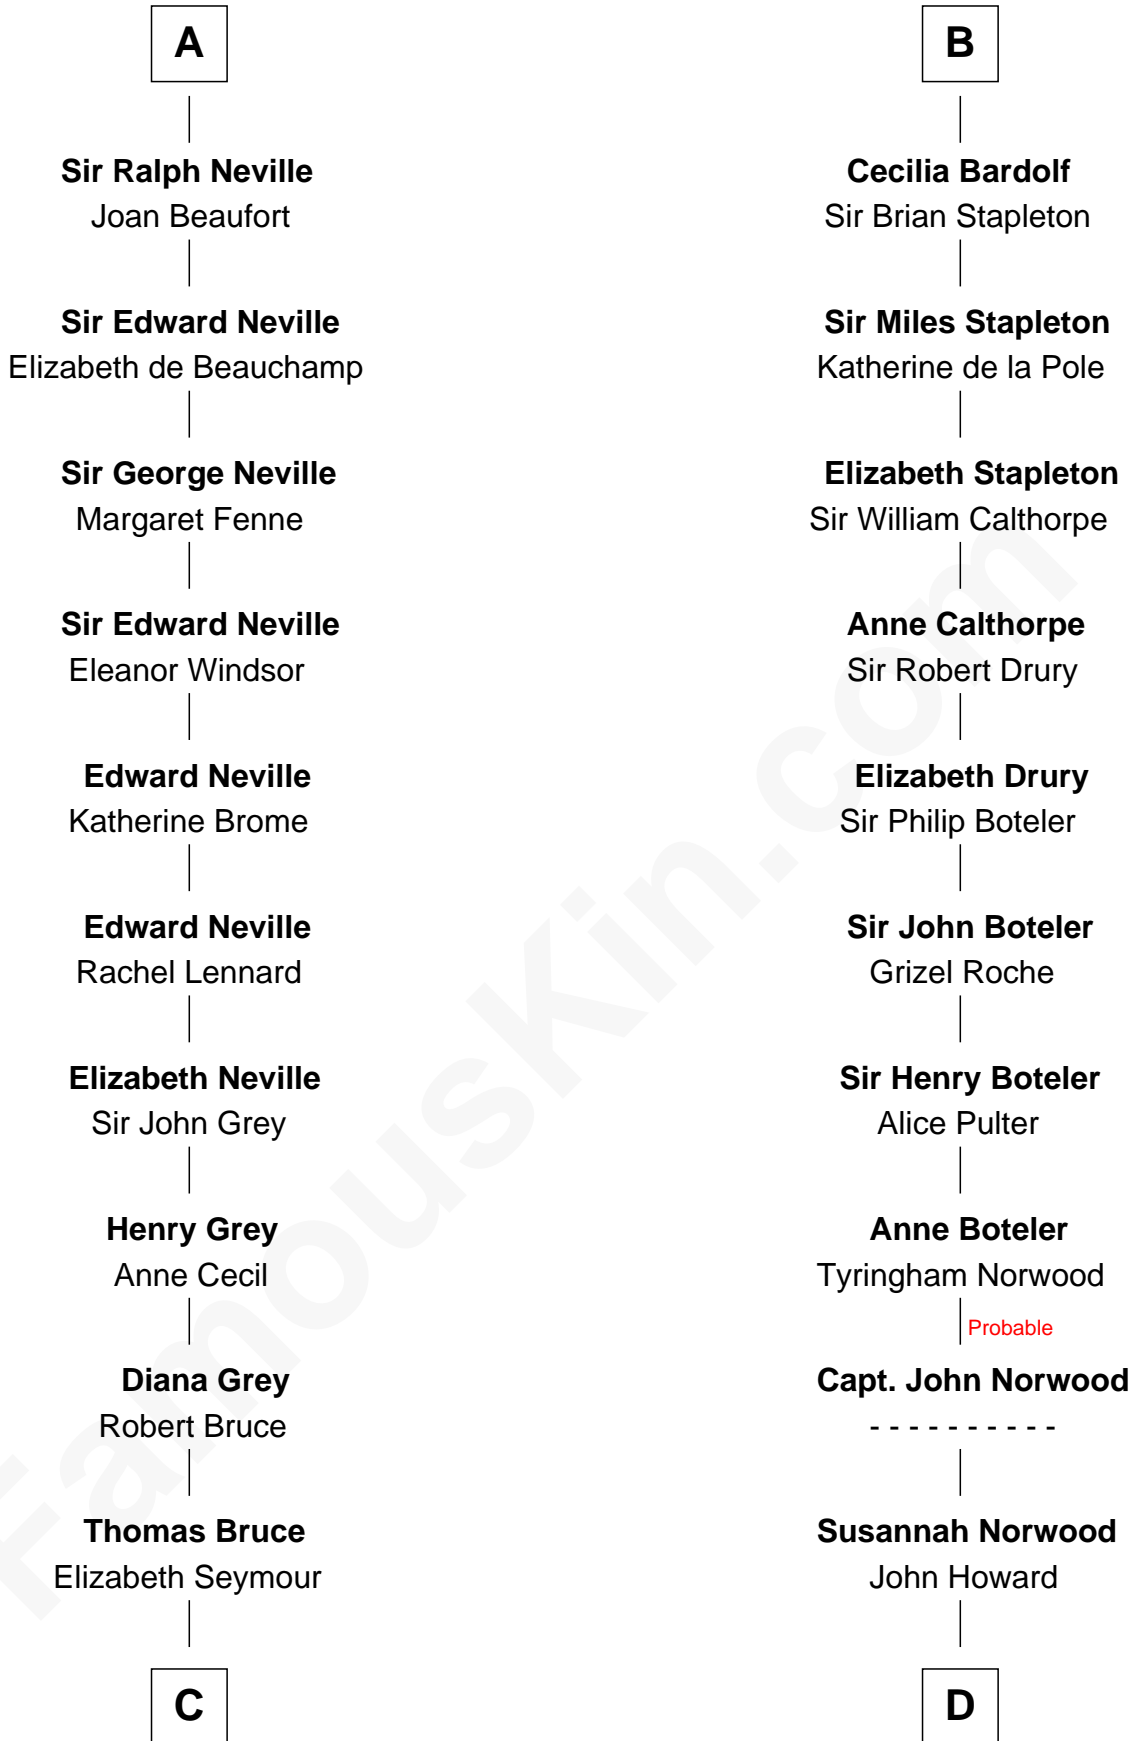 A
Sir Ralph Neville
Joan Beaufort
Sir Edward Neville
Elizabeth de Beauchamp
Sir George Neville
Margaret Fenne
Sir Edward Neville
Eleanor Windsor
Edward Neville
Katherine Brome
Edward Neville
Rachel Lennard
Elizabeth Neville
Sir John Grey
Henry Grey
Anne Cecil
Diana Grey
Robert Bruce
Thomas Bruce
Elizabeth Seymour
C
B
Cecilia Bardolf
Sir Brian Stapleton
Sir Miles Stapleton
Katherine de la Pole
Elizabeth Stapleton
Sir William Calthorpe
Anne Calthorpe
Sir Robert Drury
Elizabeth Drury
Sir Philip Boteler
Sir John Boteler
Grizel Roche
Sir Henry Boteler
Alice Pulter
Anne Boteler
Tyringham Norwood
Probable
Capt. John Norwood
- - - - - - - - - -
Susannah Norwood
John Howard
D
FamousKin.com